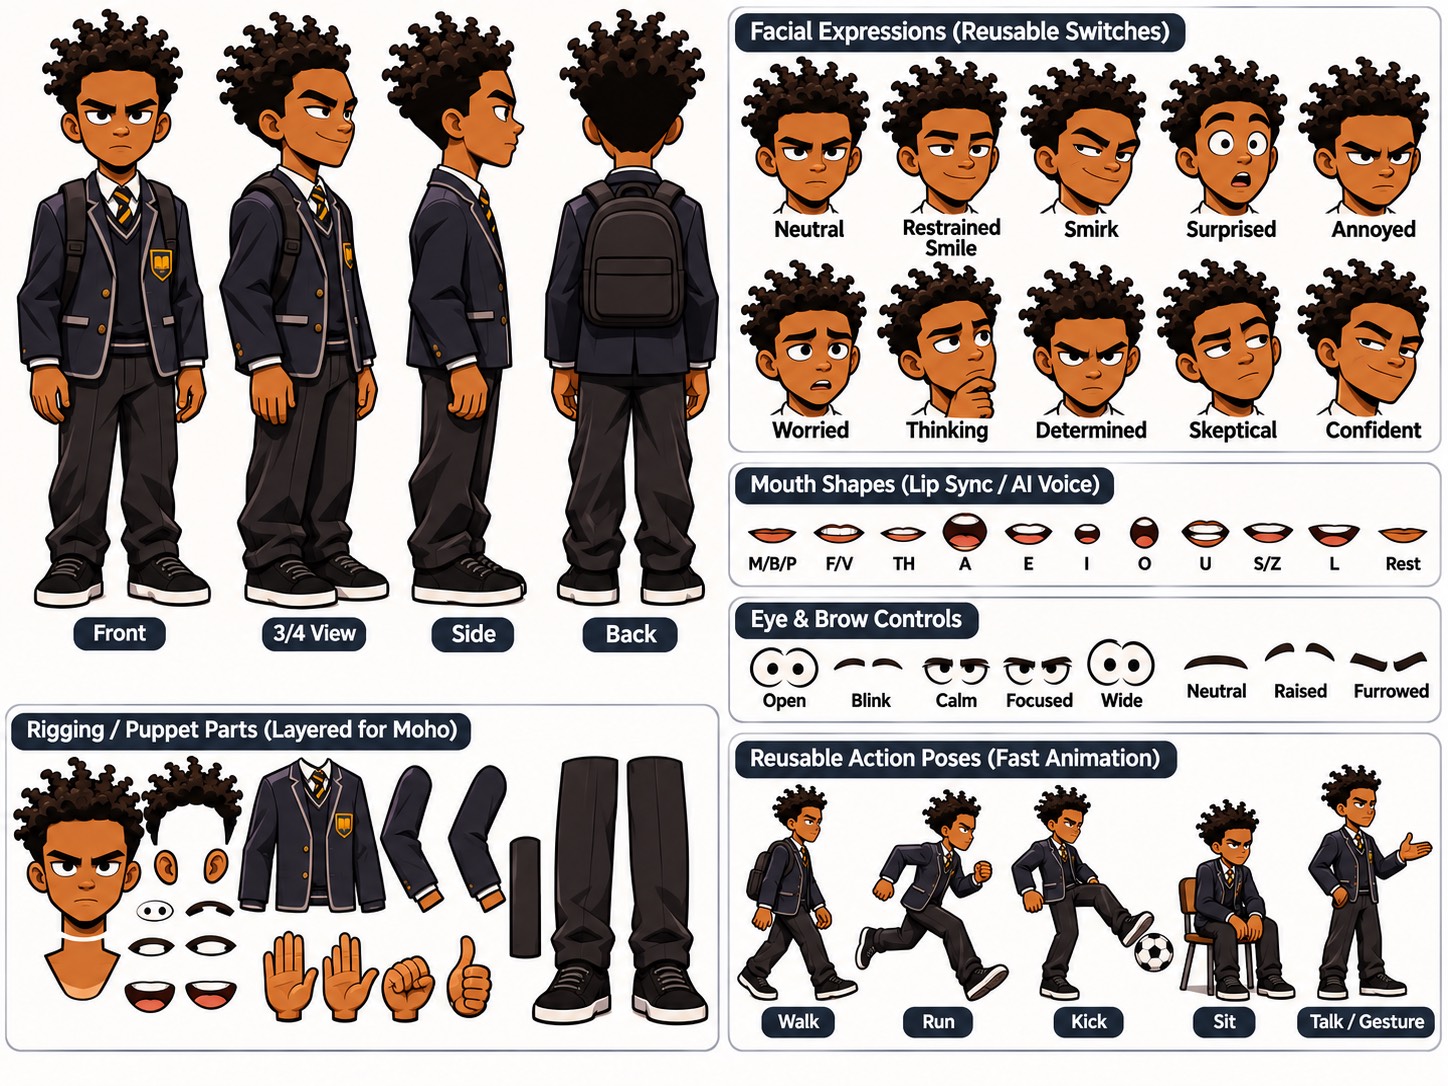 Front
3/4 View
Side
Back
Rigging / Puppet Parts (Layered for Moho)
Facial Expressions (Reusable Switches)
Neutral
Restrained
Smile
Smirk
Surprised
Annoyed
Worried
Thinking
Determined
Skeptical
Confident
Mouth Shapes (Lip Sync / AI Voice)
M/B/P
F/V
TH
A
E
I
O
U
S/Z
L
Rest
Eye & Brow Controls
Open
Blink
Calm
Focused
Wide
Neutral
Raised
Furrowed
Reusable Action Poses (Fast Animation)
Walk
Run
Kick
Sit
Talk / Gesture